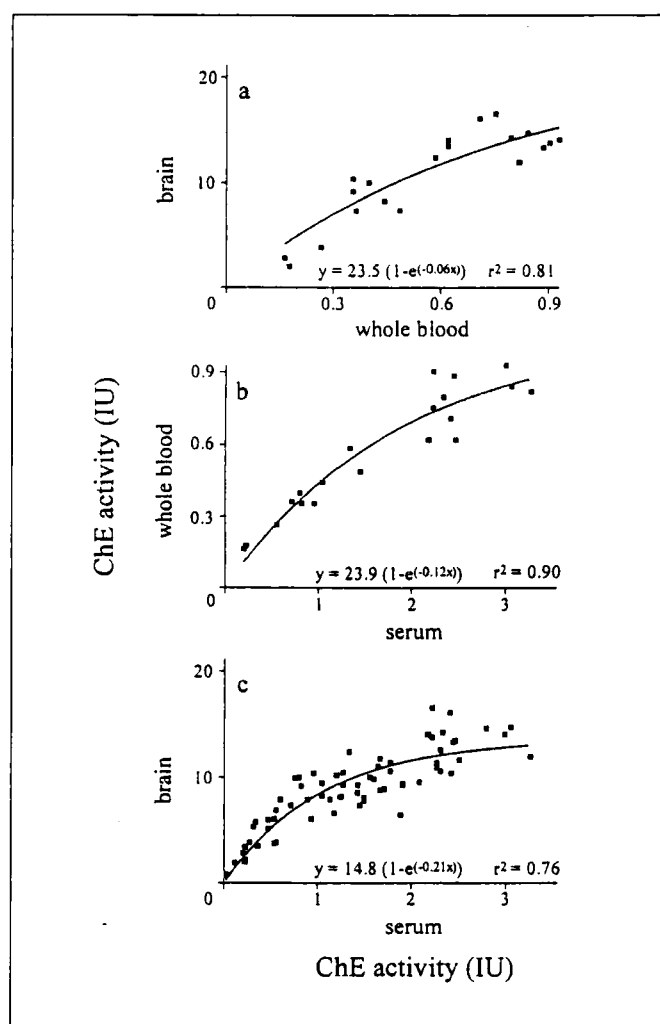 20
a
10
brain
y = 23.5 (1-e(-0.06x)) r2 = 0.81
0 0.3 0.6 0.9
whole blood
ChE activity (IU)
0.9
b
0.6
whole blood
0.3
y = 23.9 (1-e(-0.12x)) r2 = 0.90
0 1 2 3
serum
20
c
10
brain
y = 14.8 (1-e(-0.21x)) r2 = 0.76
0 1 2 3
serum
ChE activity (IU)